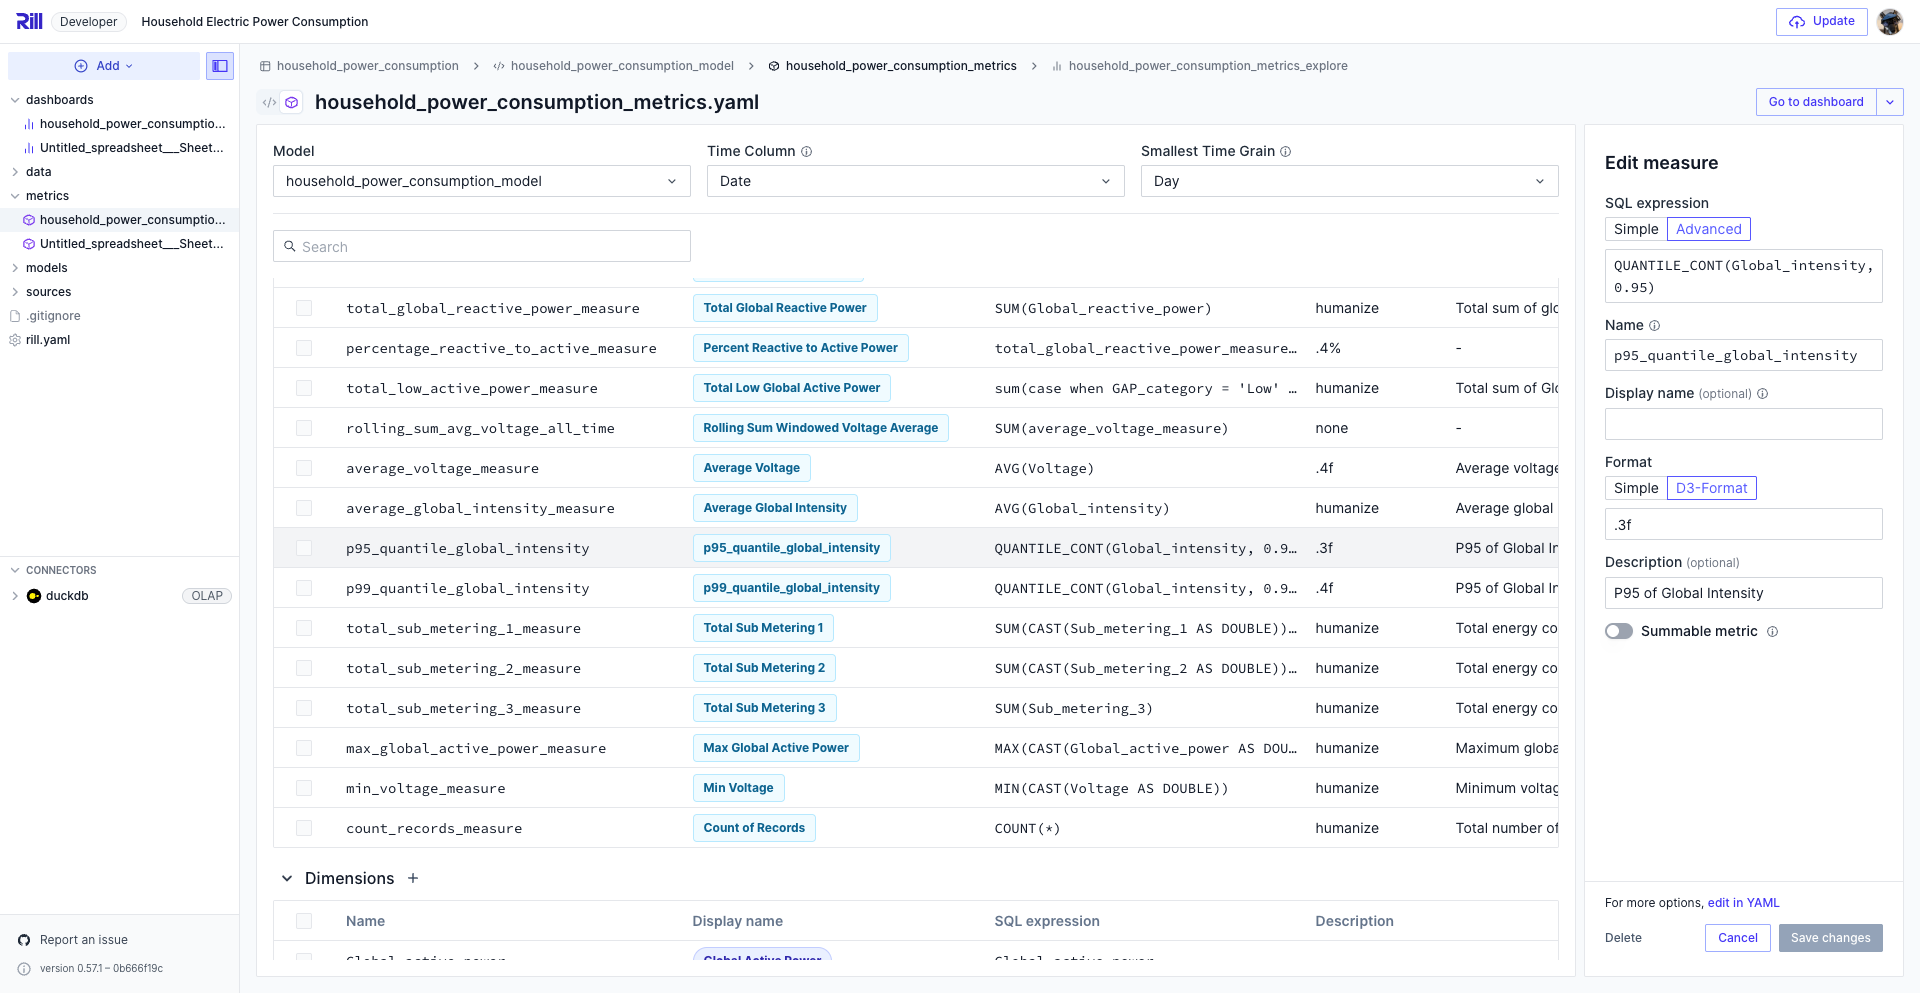 Rill Developer Household Electric Power Consumption Update
Add
dashboards
household_power_consumptio...
Untitled_spreadsheet___Sheet...
data
metrics
household_power_consumptio...
Untitled_spreadsheet___Sheet...
models
sources
.gitignore
rill.yaml
CONNECTORS
duckdb OLAP
Report an issue
version 0.57.1 – 0b666f19c
household_power_consumption household_power_consumption_model household_power_consumption_metrics household_power_consumption_metrics_explore
household_power_consumption_metrics.yaml Go to dashboard
Model Time Column Smallest Time Grain
household_power_consumption_model Date Day
Search
total_global_reactive_power_measure Total Global Reactive Power SUM(Global_reactive_power) humanize Total sum of glo
percentage_reactive_to_active_measure Percent Reactive to Active Power total_global_reactive_power_measure… .4% -
total_low_active_power_measure Total Low Global Active Power sum(case when GAP_category = 'Low' … humanize Total sum of Glo
rolling_sum_avg_voltage_all_time Rolling Sum Windowed Voltage Average SUM(average_voltage_measure) none -
average_voltage_measure Average Voltage AVG(Voltage) .4f Average voltage
average_global_intensity_measure Average Global Intensity AVG(Global_intensity) humanize Average global
p95_quantile_global_intensity p95_quantile_global_intensity QUANTILE_CONT(Global_intensity, 0.9… .3f P95 of Global In
p99_quantile_global_intensity p99_quantile_global_intensity QUANTILE_CONT(Global_intensity, 0.9… .4f P95 of Global In
total_sub_metering_1_measure Total Sub Metering 1 SUM(CAST(Sub_metering_1 AS DOUBLE))… humanize Total energy co
total_sub_metering_2_measure Total Sub Metering 2 SUM(CAST(Sub_metering_2 AS DOUBLE))… humanize Total energy co
total_sub_metering_3_measure Total Sub Metering 3 SUM(Sub_metering_3) humanize Total energy co
max_global_active_power_measure Max Global Active Power MAX(CAST(Global_active_power AS DOU… humanize Maximum globa
min_voltage_measure Min Voltage MIN(CAST(Voltage AS DOUBLE)) humanize Minimum voltag
count_records_measure Count of Records COUNT(*) humanize Total number of
Dimensions +
Name Display name SQL expression Description
Global_active_power Global Active Power Global_active_power
Edit measure
SQL expression
Simple Advanced
QUANTILE_CONT(Global_intensity,
0.95)
Name
p95_quantile_global_intensity
Display name (optional)
Format
Simple D3-Format
.3f
Description (optional)
P95 of Global Intensity
Summable metric
For more options, edit in YAML
Delete Cancel Save changes